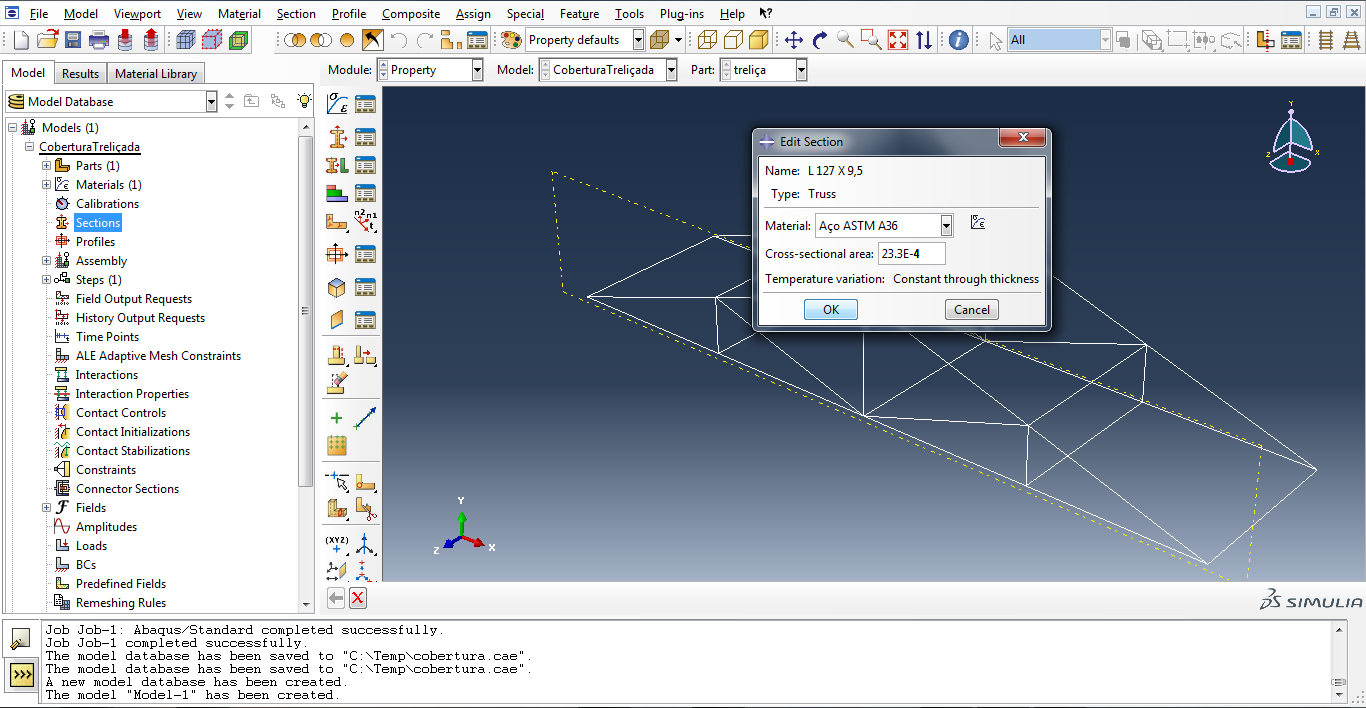 File Model Viewport View Material Section Profile Composite Assign Special Feature Tools Plug-ins Help
Property defaults All
Model Results Material Library
Module: Property Model: CoberturaTreliçada Part: treliça
Model Database
Models (1)
CoberturaTreliçada
Parts (1)
Materials (1)
Calibrations
Sections
Profiles
Assembly
Steps (1)
Field Output Requests
History Output Requests
Time Points
ALE Adaptive Mesh Constraints
Interactions
Interaction Properties
Contact Controls
Contact Initializations
Contact Stabilizations
Constraints
Connector Sections
Fields
Amplitudes
Loads
BCs
Predefined Fields
Remeshing Rules
n2 n1
t
(XYZ)
Edit Section
Name: L 127 X 9,5
Type: Truss
Material: Aço ASTM A36
Cross-sectional area: 23.3E-4
Temperature variation: Constant through thickness
OK Cancel
Y
Z X
Y
Z X
SIMULIA
Job Job-1: Abaqus/Standard completed successfully.
Job Job-1 completed successfully.
The model database has been saved to "C:\Temp\cobertura.cae".
The model database has been saved to "C:\Temp\cobertura.cae".
A new model database has been created.
The model "Model-1" has been created.